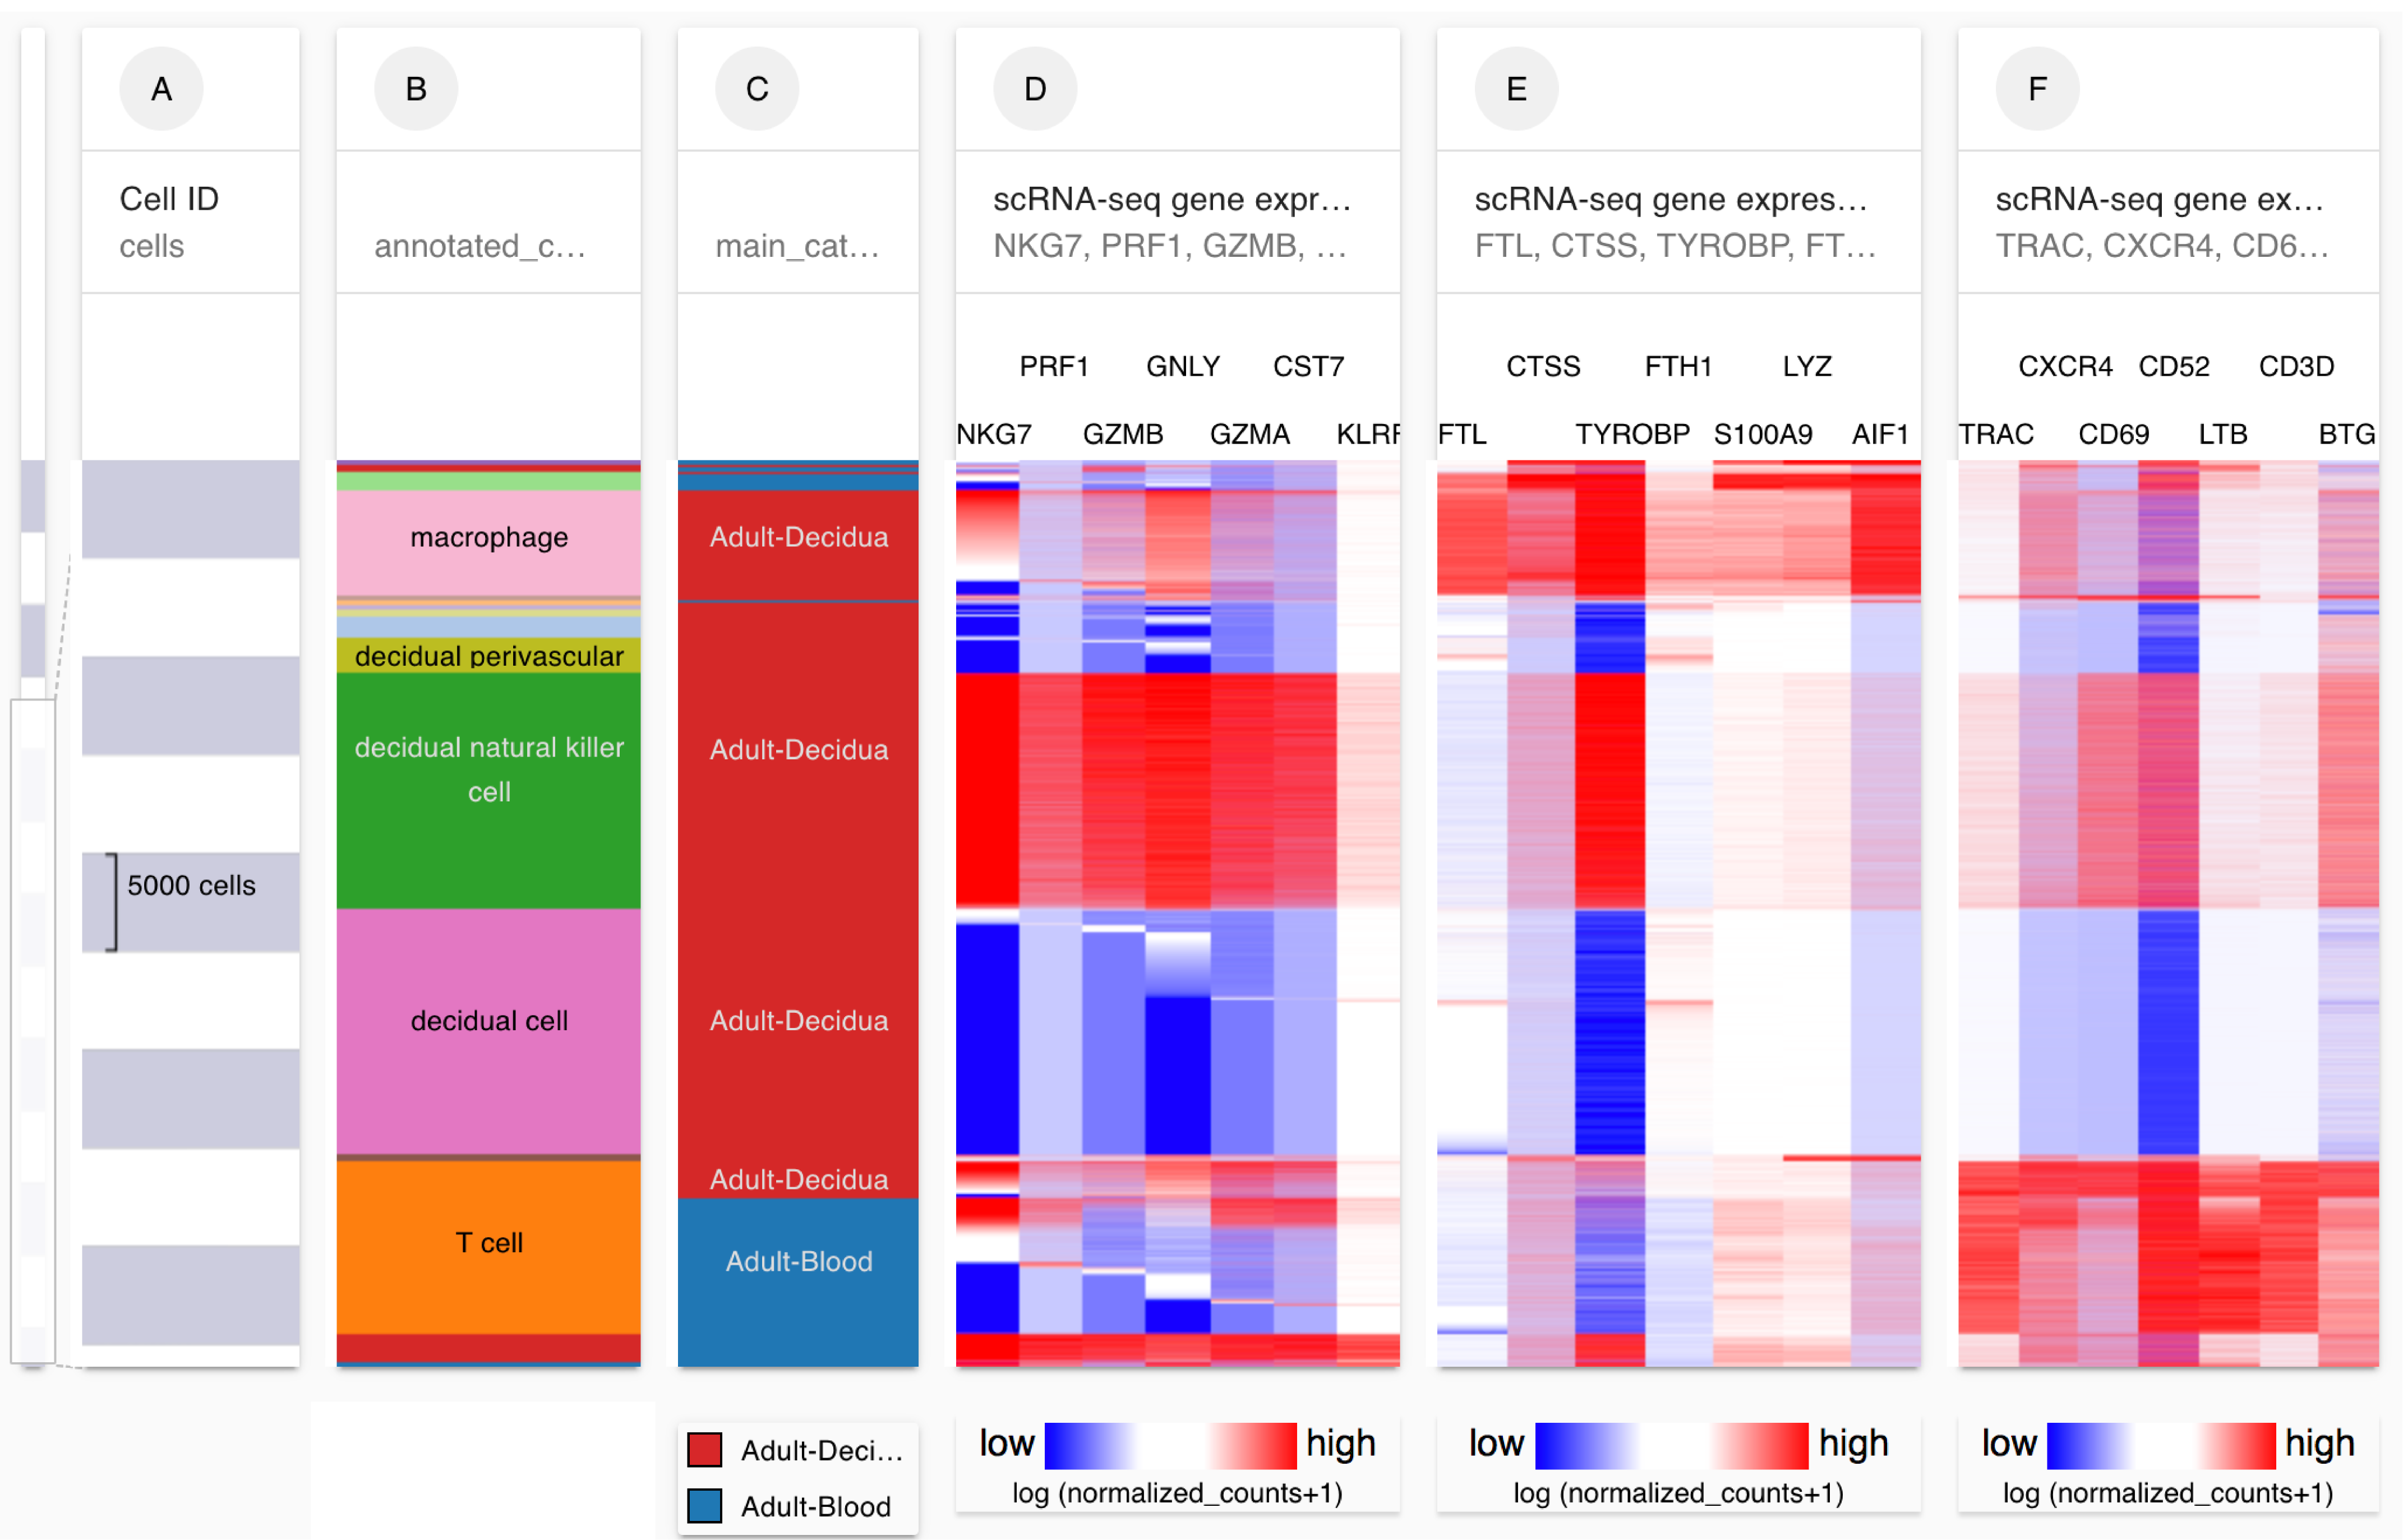 A
B
C
D
E
F
Cell ID
cells
annotated_c…
main_cat…
scRNA-seq gene expr…
NKG7, PRF1, GZMB, …
scRNA-seq gene expres…
FTL, CTSS, TYROBP, FT…
scRNA-seq gene ex…
TRAC, CXCR4, CD6…
PRF1 GNLY CST7
NKG7 GZMB GZMA KLRF
CTSS FTH1 LYZ
FTL TYROBP S100A9 AIF1
CXCR4 CD52 CD3D
TRAC CD69 LTB BTG
5000 cells
macrophage
decidual perivascular
decidual natural killer
cell
decidual cell
T cell
Adult-Decidua
Adult-Decidua
Adult-Decidua
Adult-Decidua
Adult-Blood
Adult-Deci…
Adult-Blood
low high
log (normalized_counts+1)
low high
log (normalized_counts+1)
low high
log (normalized_counts+1)